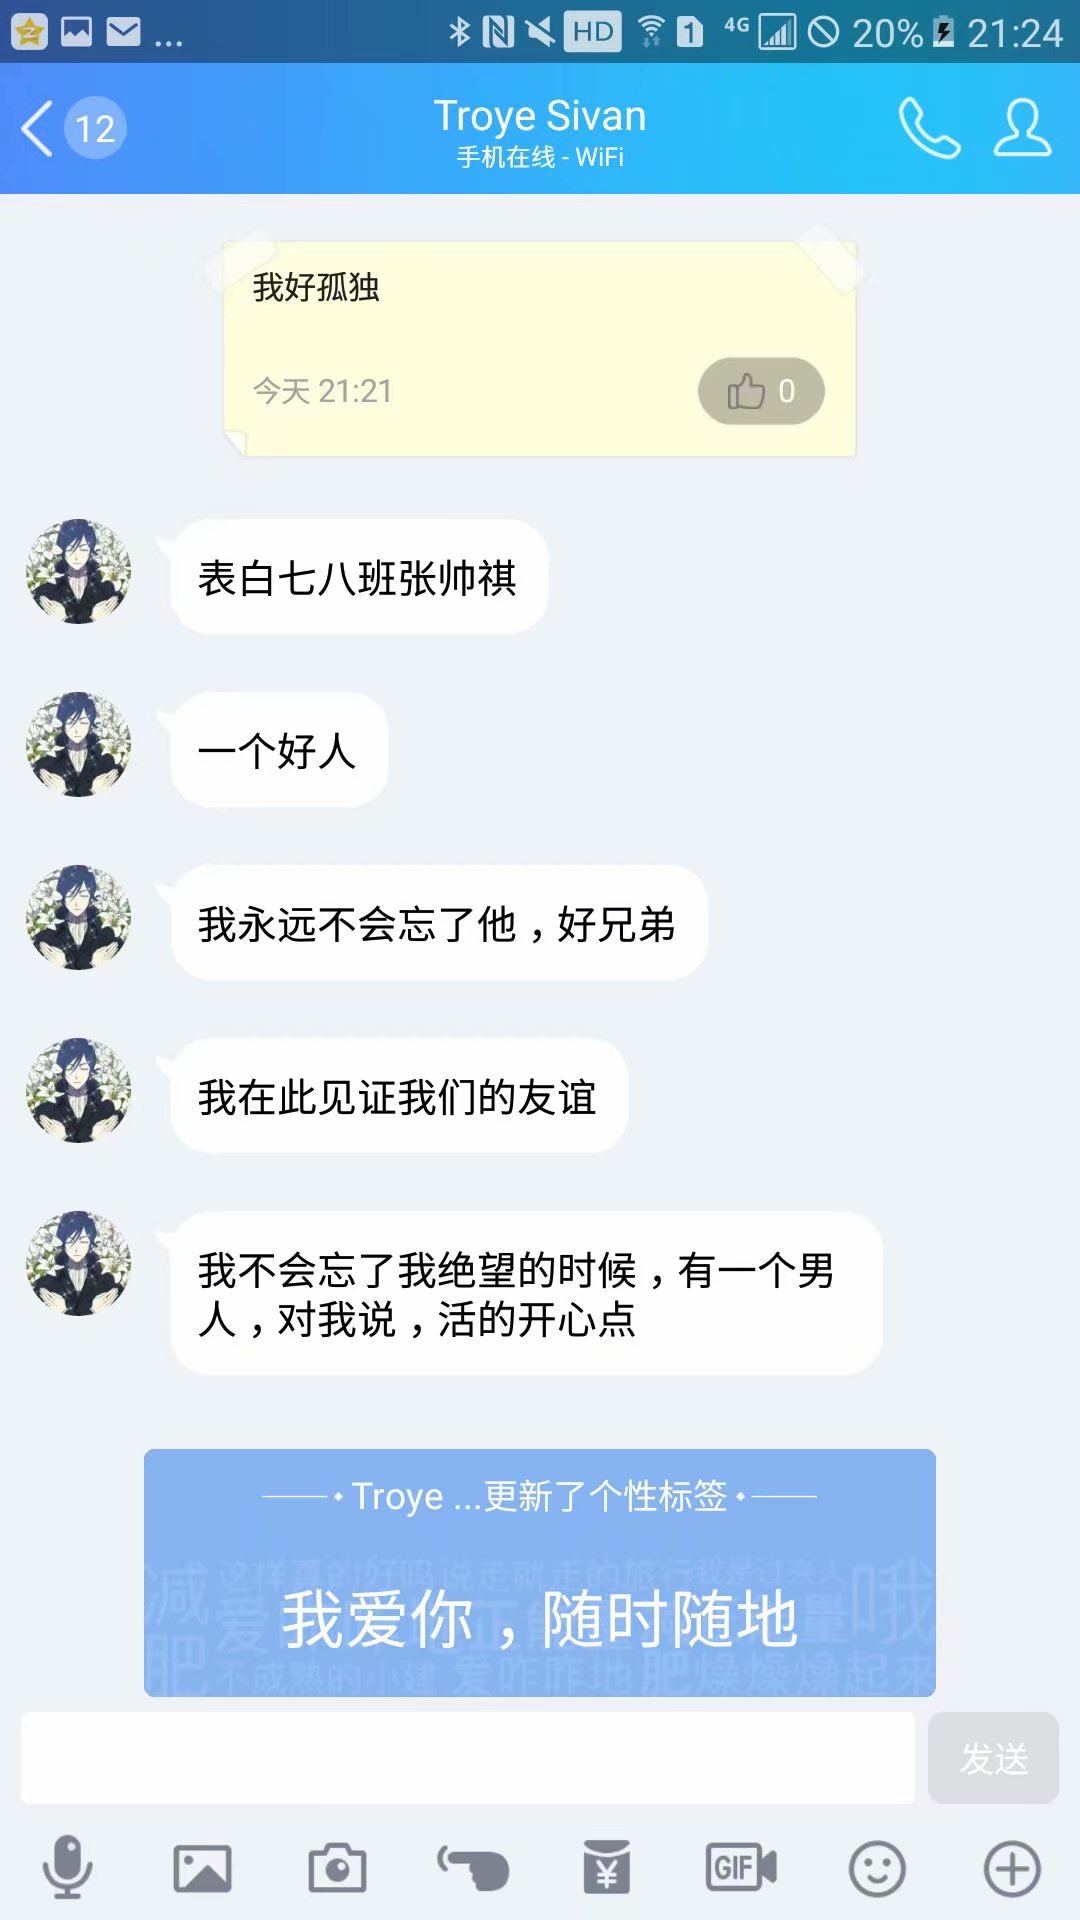 ... HD 1 4G 20% 21:24
12
Troye Sivan
手机在线 - WiFi
我好孤独
今天 21:21
0
表白七八班张帅祺
一个好人
我永远不会忘了他，好兄弟
我在此见证我们的友谊
我不会忘了我绝望的时候，有一个男
人，对我说，活的开心点
Troye ...更新了个性标签
我爱你，随时随地
发送
GIF